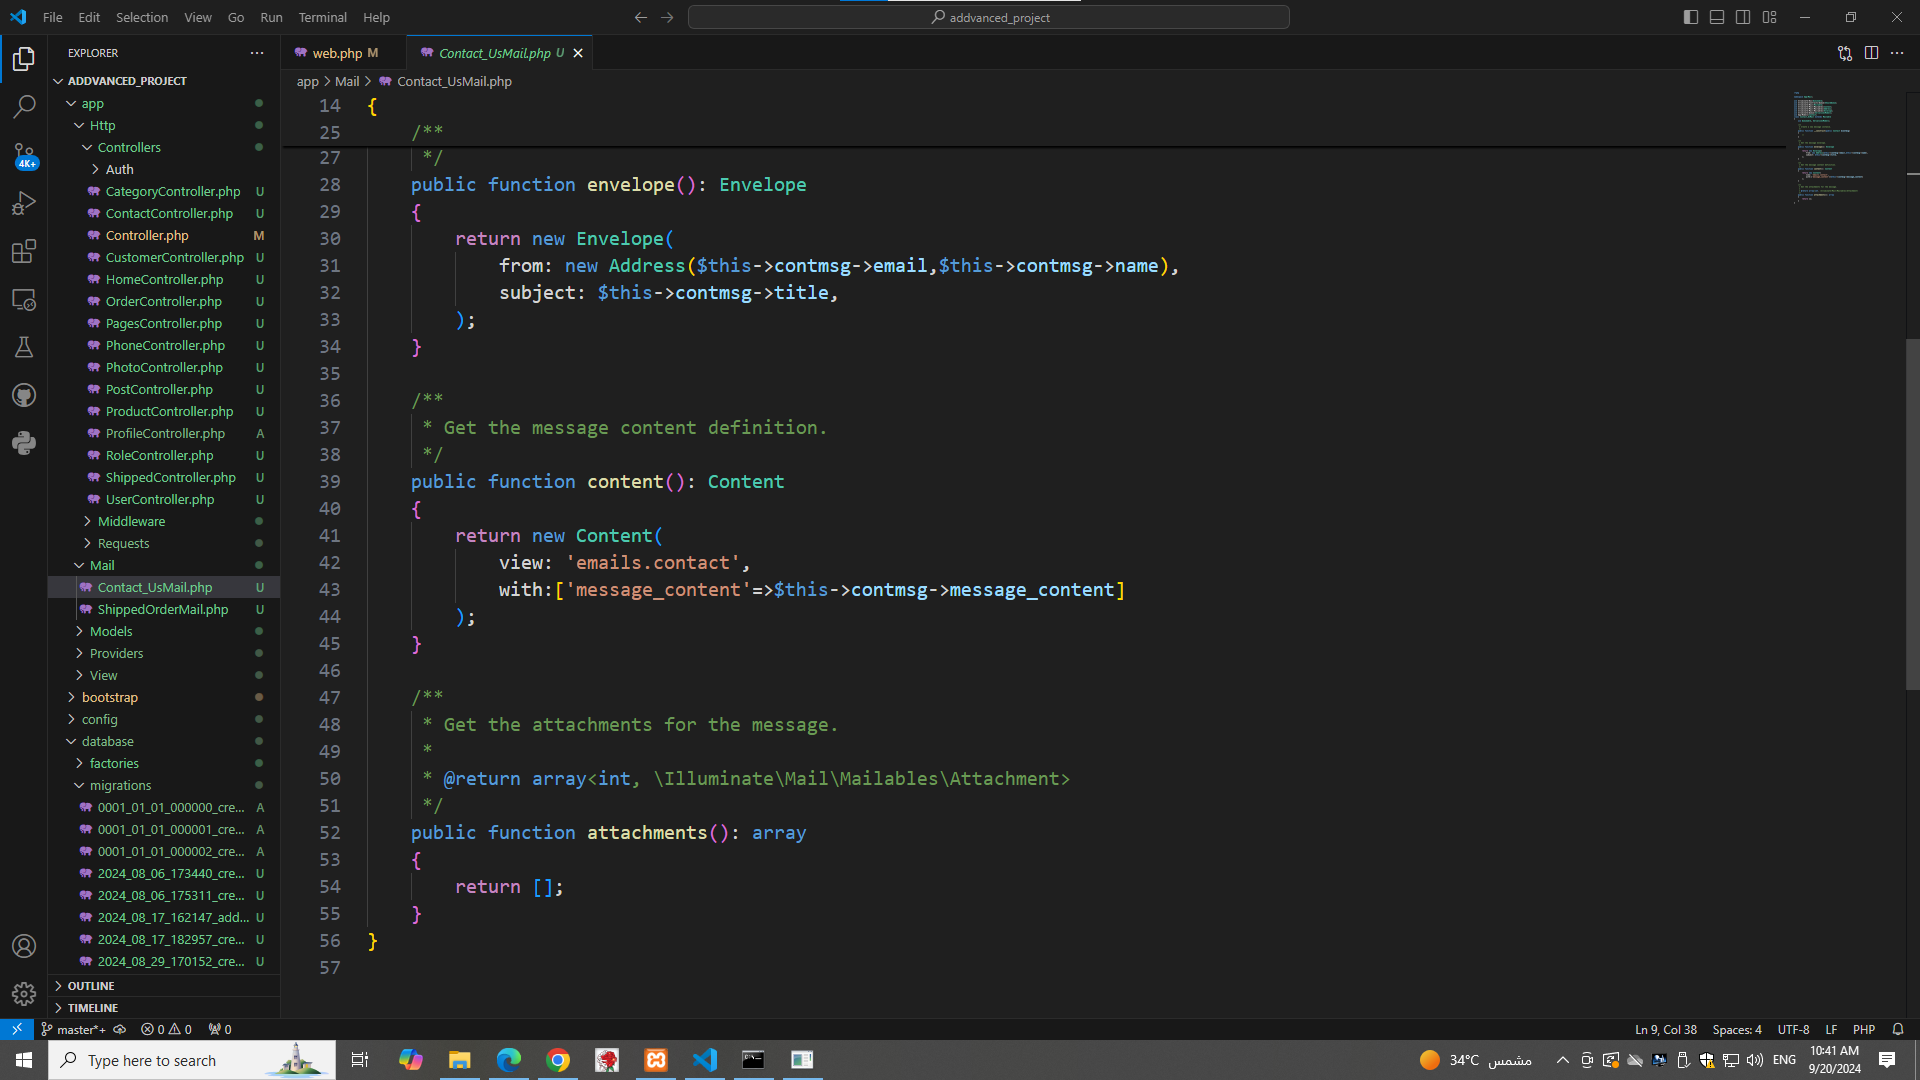 File Edit Selection View Go Run Terminal Help
addvanced_project
EXPLORER
web.php M
Contact_UsMail.php U
ADDVANCED_PROJECT
app > Mail > Contact_UsMail.php
app
Http
Controllers
Auth
CategoryController.php U
ContactController.php U
Controller.php M
CustomerController.php U
HomeController.php U
OrderController.php U
PagesController.php U
PhoneController.php U
PhotoController.php U
PostController.php U
ProductController.php U
ProfileController.php A
RoleController.php U
ShippedController.php U
UserController.php U
Middleware
Requests
Mail
Contact_UsMail.php U
ShippedOrderMail.php U
Models
Providers
View
bootstrap
config
database
factories
migrations
0001_01_01_000000_cre... A
0001_01_01_000001_cre... A
0001_01_01_000002_cre... A
2024_08_06_173440_cre... U
2024_08_06_175311_cre... U
2024_08_17_162147_add... U
2024_08_17_182957_cre... U
2024_08_29_170152_cre... U
OUTLINE
TIMELINE
4K+
14 {
25 /**
27 */
28 public function envelope(): Envelope
29 {
30 return new Envelope(
31 from: new Address($this->contmsg->email,$this->contmsg->name),
32 subject: $this->contmsg->title,
33 );
34 }
35
36 /**
37 * Get the message content definition.
38 */
39 public function content(): Content
40 {
41 return new Content(
42 view: 'emails.contact',
43 with:['message_content'=>$this->contmsg->message_content]
44 );
45 }
46
47 /**
48 * Get the attachments for the message.
49 *
50 * @return array<int, \Illuminate\Mail\Mailables\Attachment>
51 */
52 public function attachments(): array
53 {
54 return [];
55 }
56 }
57
master*+ 0 0 0
Ln 9, Col 38 Spaces: 4 UTF-8 LF PHP
Type here to search
34°C مشمس
ENG
10:41 AM
9/20/2024